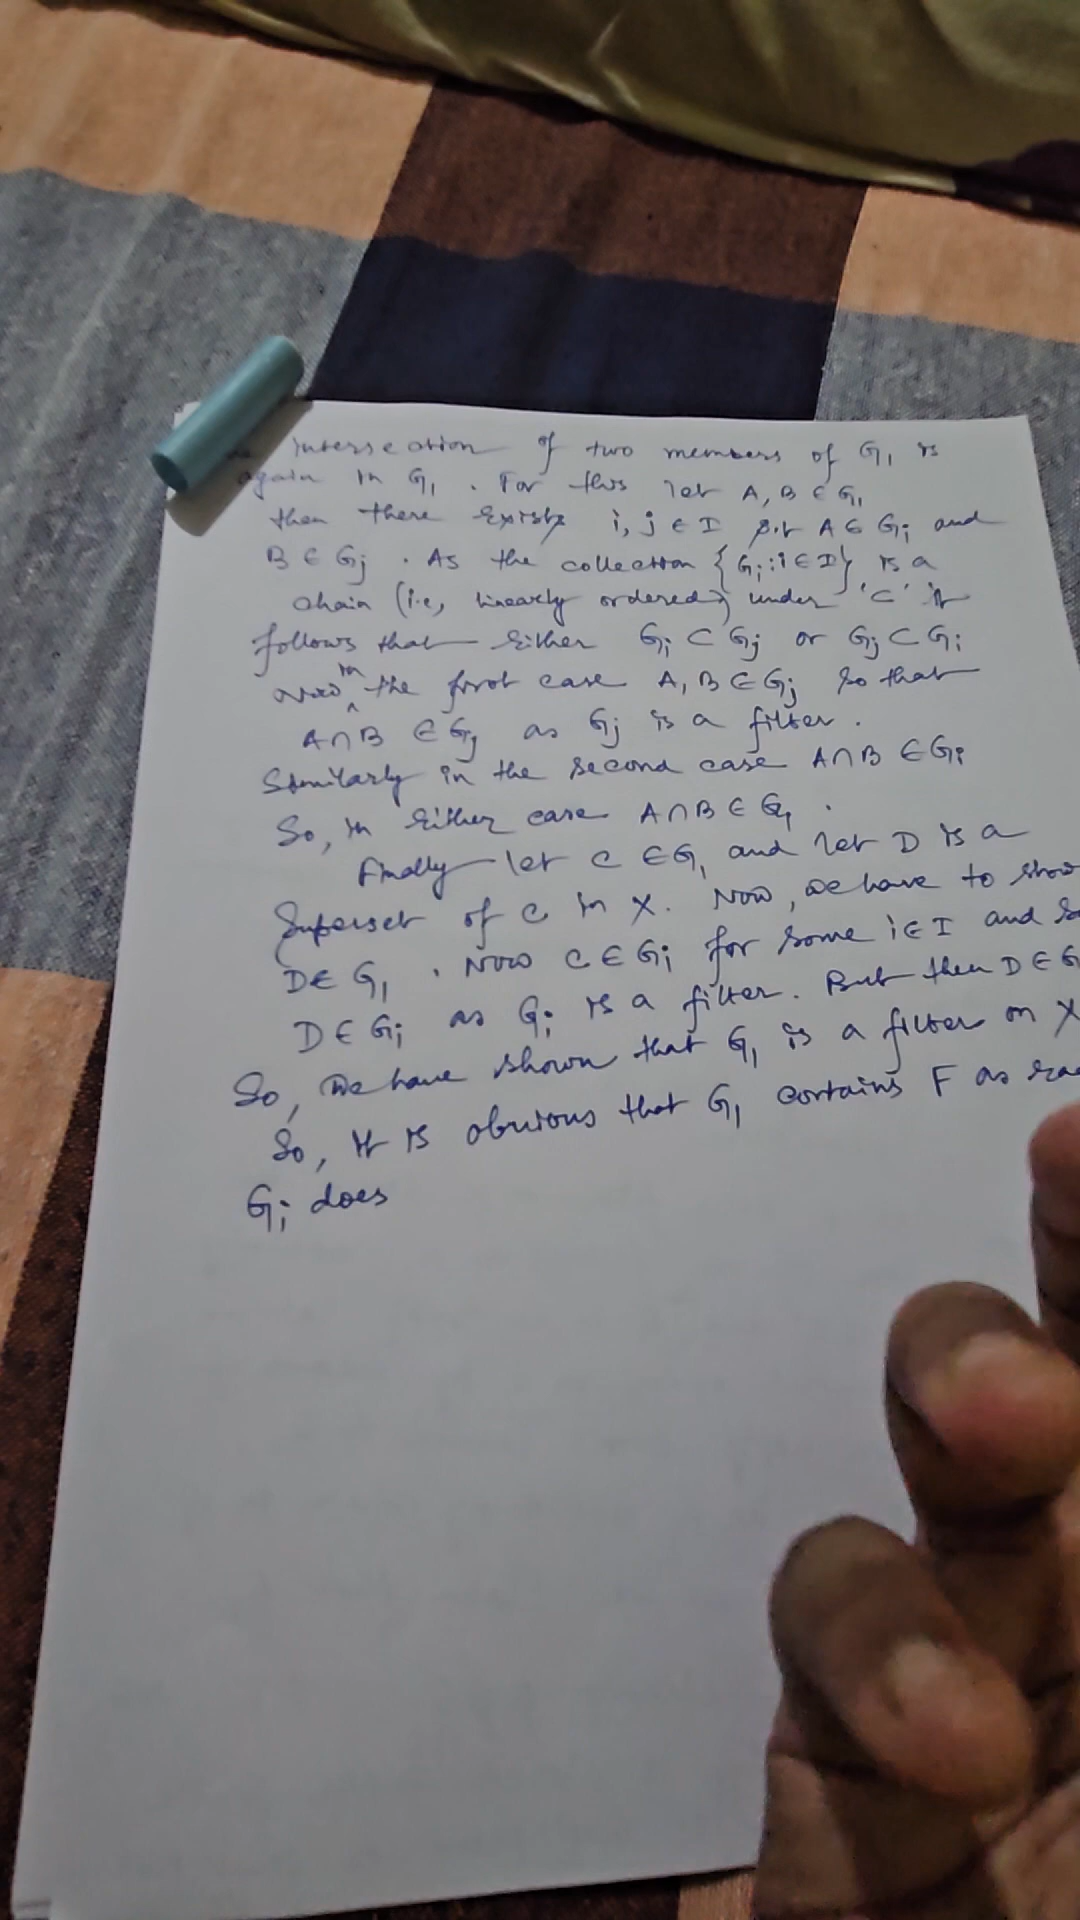 intersection of two members of G₁ is
again in G₁. For this let A, B ∈ G₁
then there exists i, j ∈ I s.t A ∈ Gᵢ and
B ∈ Gⱼ. As the collection {Gᵢ : i ∈ I} is a
chain (i.e, linearly ordered) under '⊂' it
follows that either Gᵢ ⊂ Gⱼ or Gⱼ ⊂ Gᵢ
Now in the first case A, B ∈ Gⱼ so that
A ∩ B ∈ Gⱼ as Gⱼ is a filter.
Similarly in the second case A ∩ B ∈ Gᵢ
So, in either case A ∩ B ∈ G₁.
Finally let C ∈ G₁ and let D is a
Superset of C in X. Now, we have to show
D ∈ G₁. Now C ∈ Gᵢ for some i ∈ I and
D ∈ Gᵢ as Gᵢ is a filter. But then D ∈ G
So, we have shown that G₁ is a filter on X
So, it is obvious that G₁ contains F as
Gᵢ does